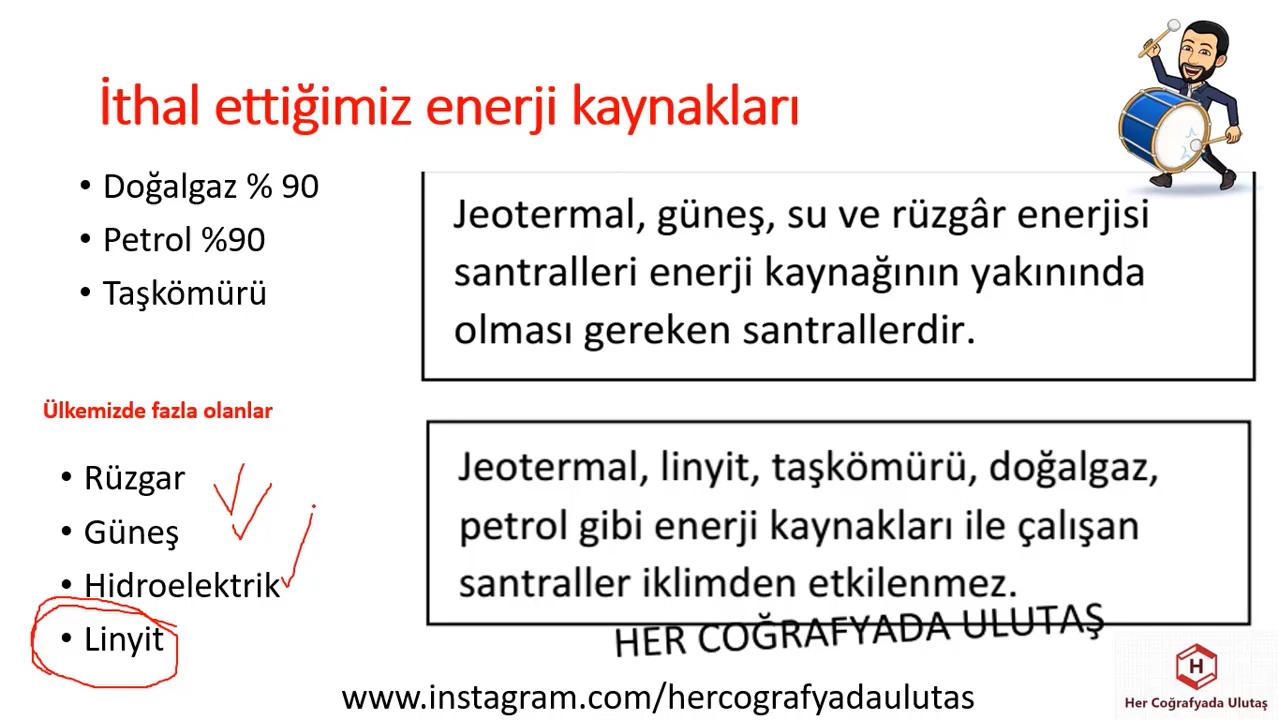 İthal ettiğimiz enerji kaynakları
• Doğalgaz % 90
• Petrol %90
• Taşkömürü
Jeotermal, güneş, su ve rüzgâr enerjisi
santralleri enerji kaynağının yakınında
olması gereken santrallerdir.
Ülkemizde fazla olanlar
• Rüzgar
• Güneş
• Hidroelektrik
• Linyit
Jeotermal, linyit, taşkömürü, doğalgaz,
petrol gibi enerji kaynakları ile çalışan
santraller iklimden etkilenmez.
HER COĞRAFYADA ULUTAŞ
www.instagram.com/hercografyadaulutas
H
Her Coğrafyada Ulutaş